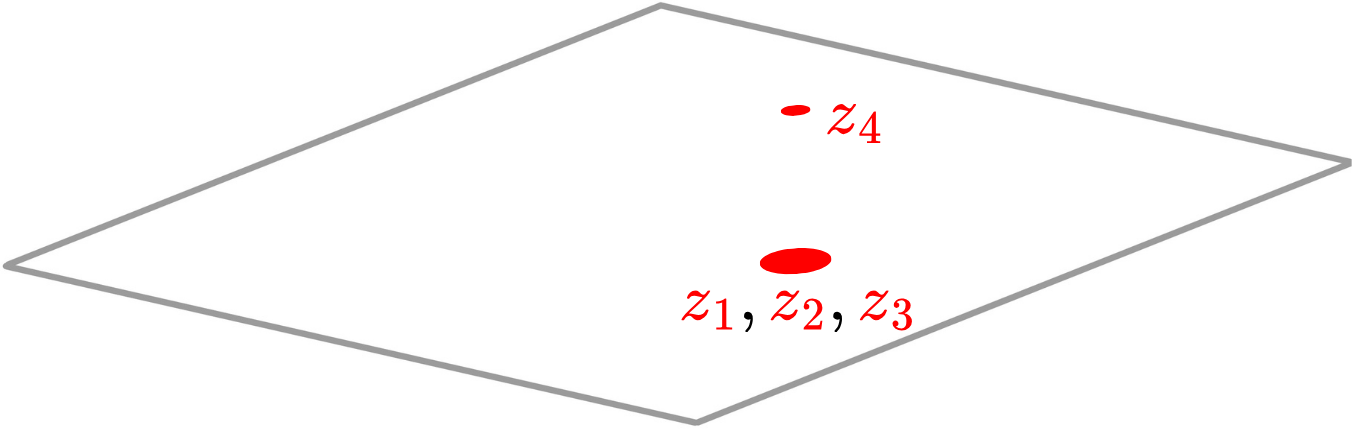 z₄
z₁, z₂, z₃